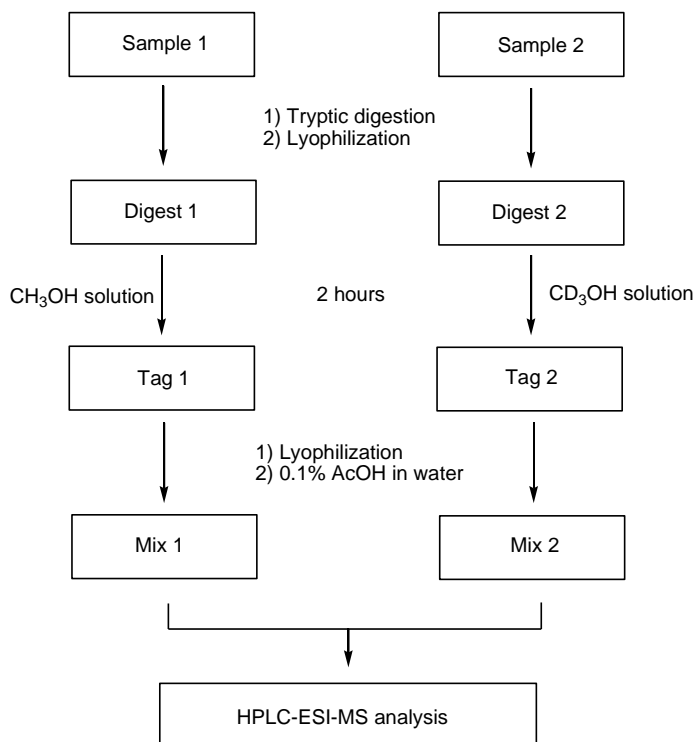 Sample 1
Sample 2
1) Tryptic digestion
2) Lyophilization
Digest 1
Digest 2
CH₃OH solution
2 hours
CD₃OH solution
Tag 1
Tag 2
1) Lyophilization
2) 0.1% AcOH in water
Mix 1
Mix 2
HPLC-ESI-MS analysis